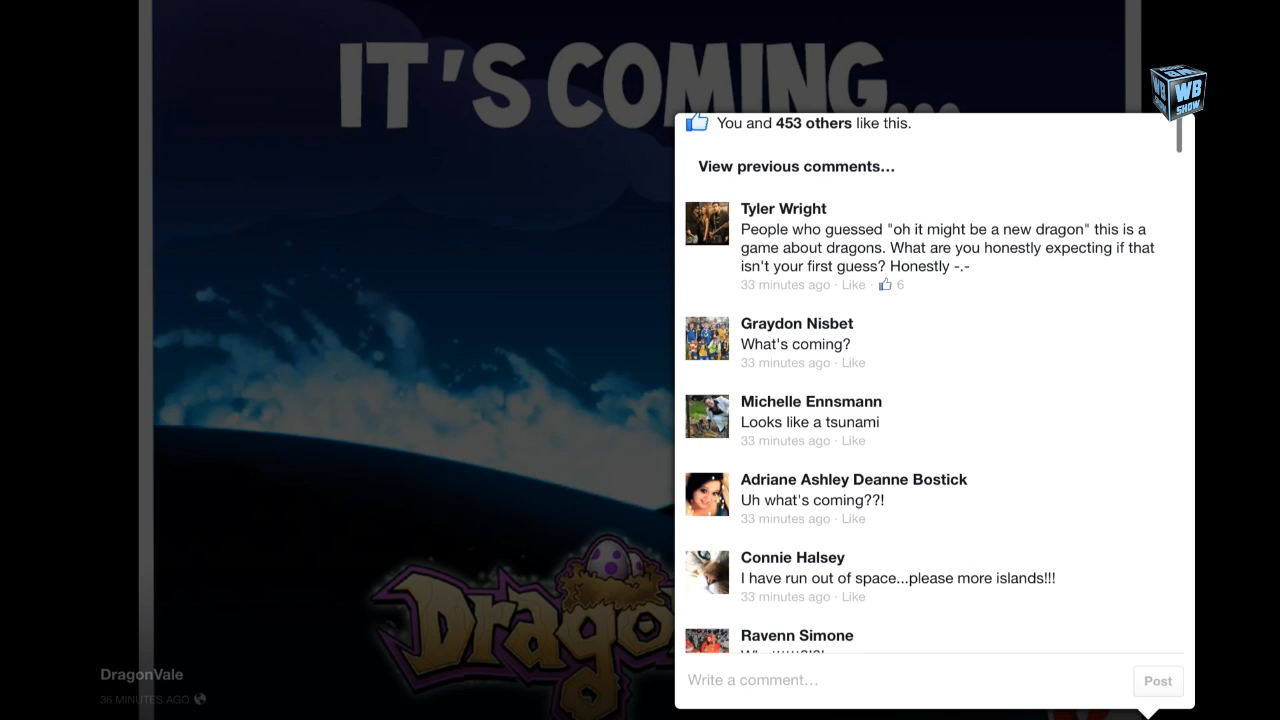 IT'S COMING...
WB
SHOW
You and 453 others like this.
View previous comments...
Tyler Wright
People who guessed "oh it might be a new dragon" this is a
game about dragons. What are you honestly expecting if that
isn't your first guess? Honestly -.-
33 minutes ago · Like · 6
Graydon Nisbet
What's coming?
33 minutes ago · Like
Michelle Ennsmann
Looks like a tsunami
33 minutes ago · Like
Adriane Ashley Deanne Bostick
Uh what's coming??!
33 minutes ago · Like
Connie Halsey
I have run out of space...please more islands!!!
33 minutes ago · Like
Ravenn Simone
Drago
DragonVale
36 MINUTES AGO
Write a comment...
Post